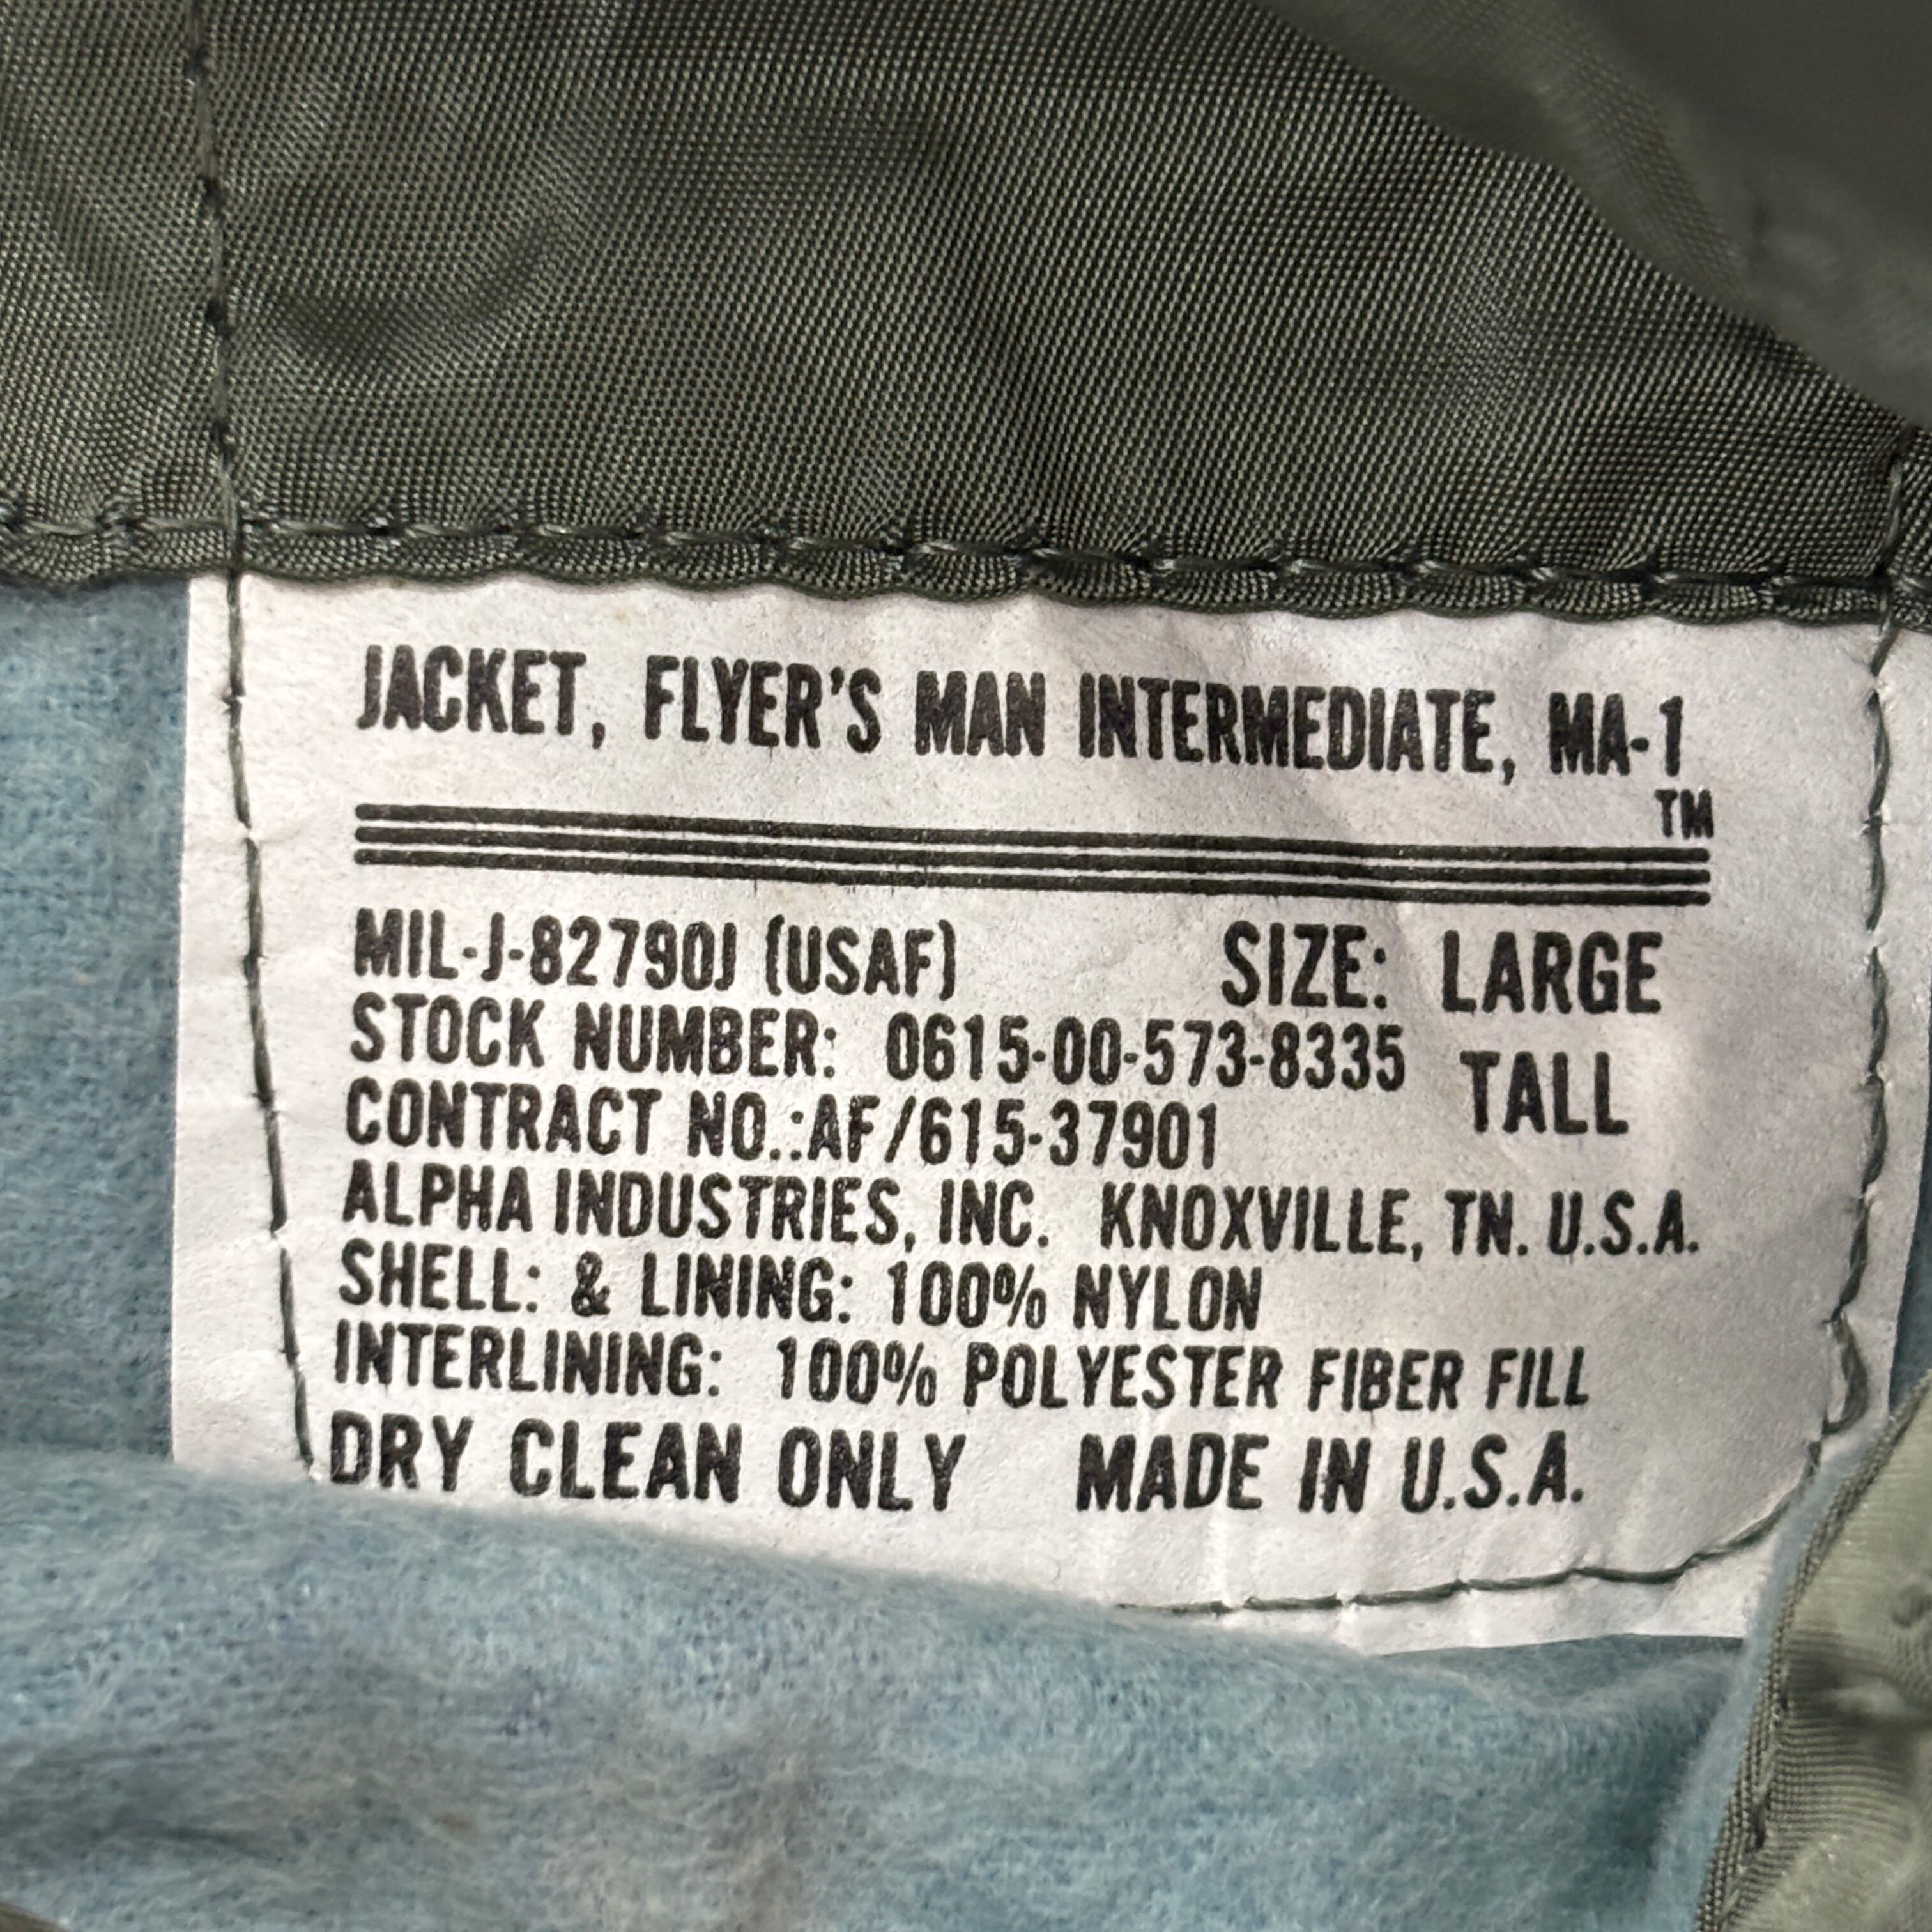 JACKET, FLYER'S MAN INTERMEDIATE, MA-1
TM
MIL-J-82790J (USAF) SIZE: LARGE
STOCK NUMBER: 0615-00-573-8335 TALL
CONTRACT NO.:AF/615-37901
ALPHA INDUSTRIES, INC. KNOXVILLE, TN. U.S.A.
SHELL: & LINING: 100% NYLON
INTERLINING: 100% POLYESTER FIBER FILL
DRY CLEAN ONLY MADE IN U.S.A.